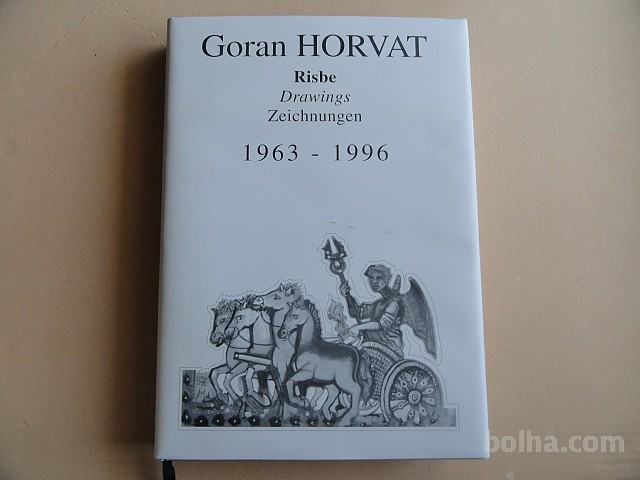 Goran HORVAT
Risbe
Drawings
Zeichnungen
1963 - 1996
bolha.com